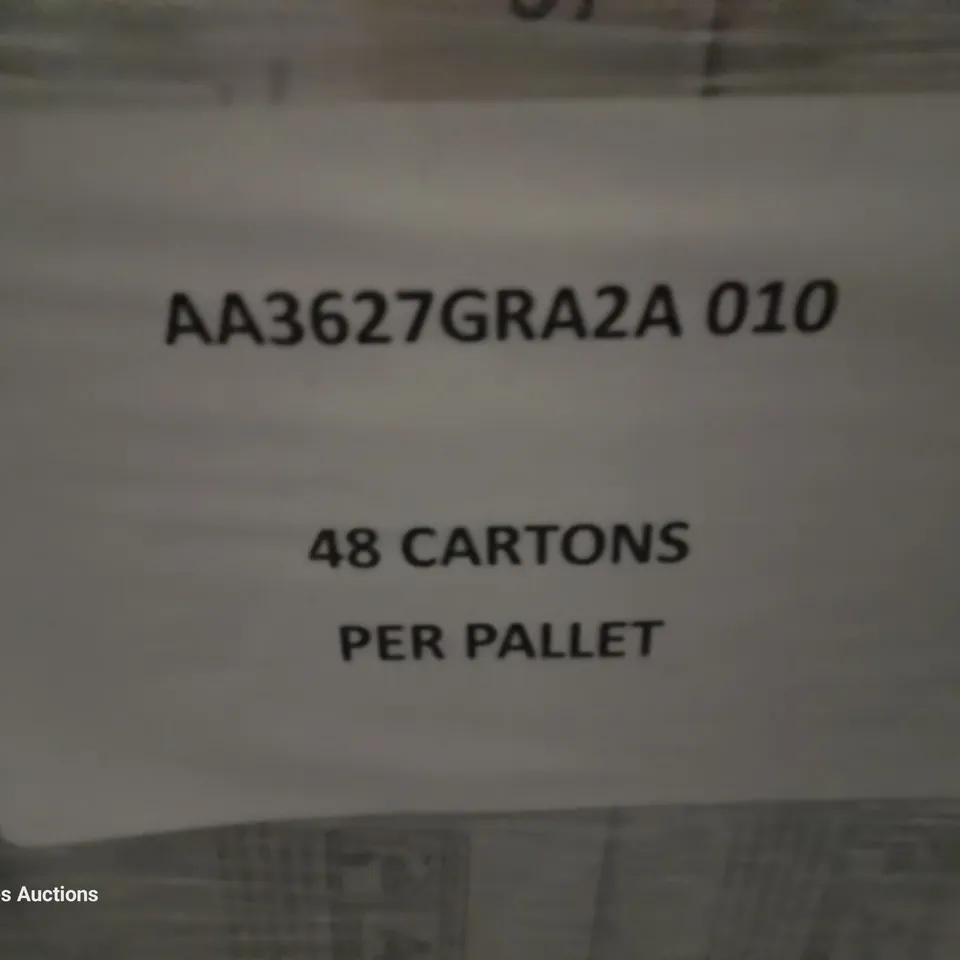 AA3627GRA2A 010
48 CARTONS
PER PALLET
s Auctions